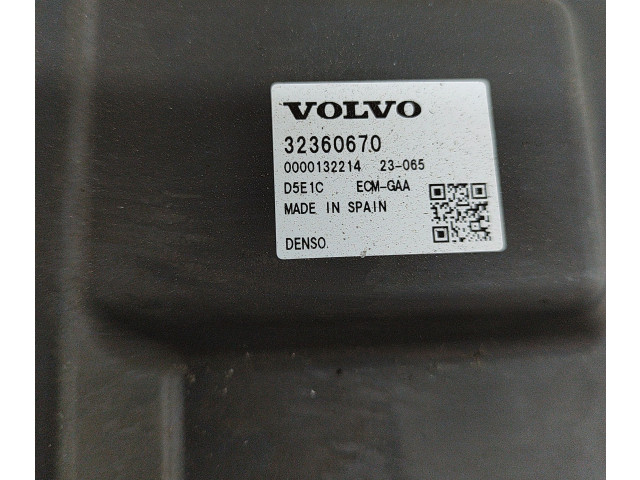 VOLVO
32360670
0000132214 23-065
D5E1C ECM-GAA
MADE IN SPAIN
DENSO